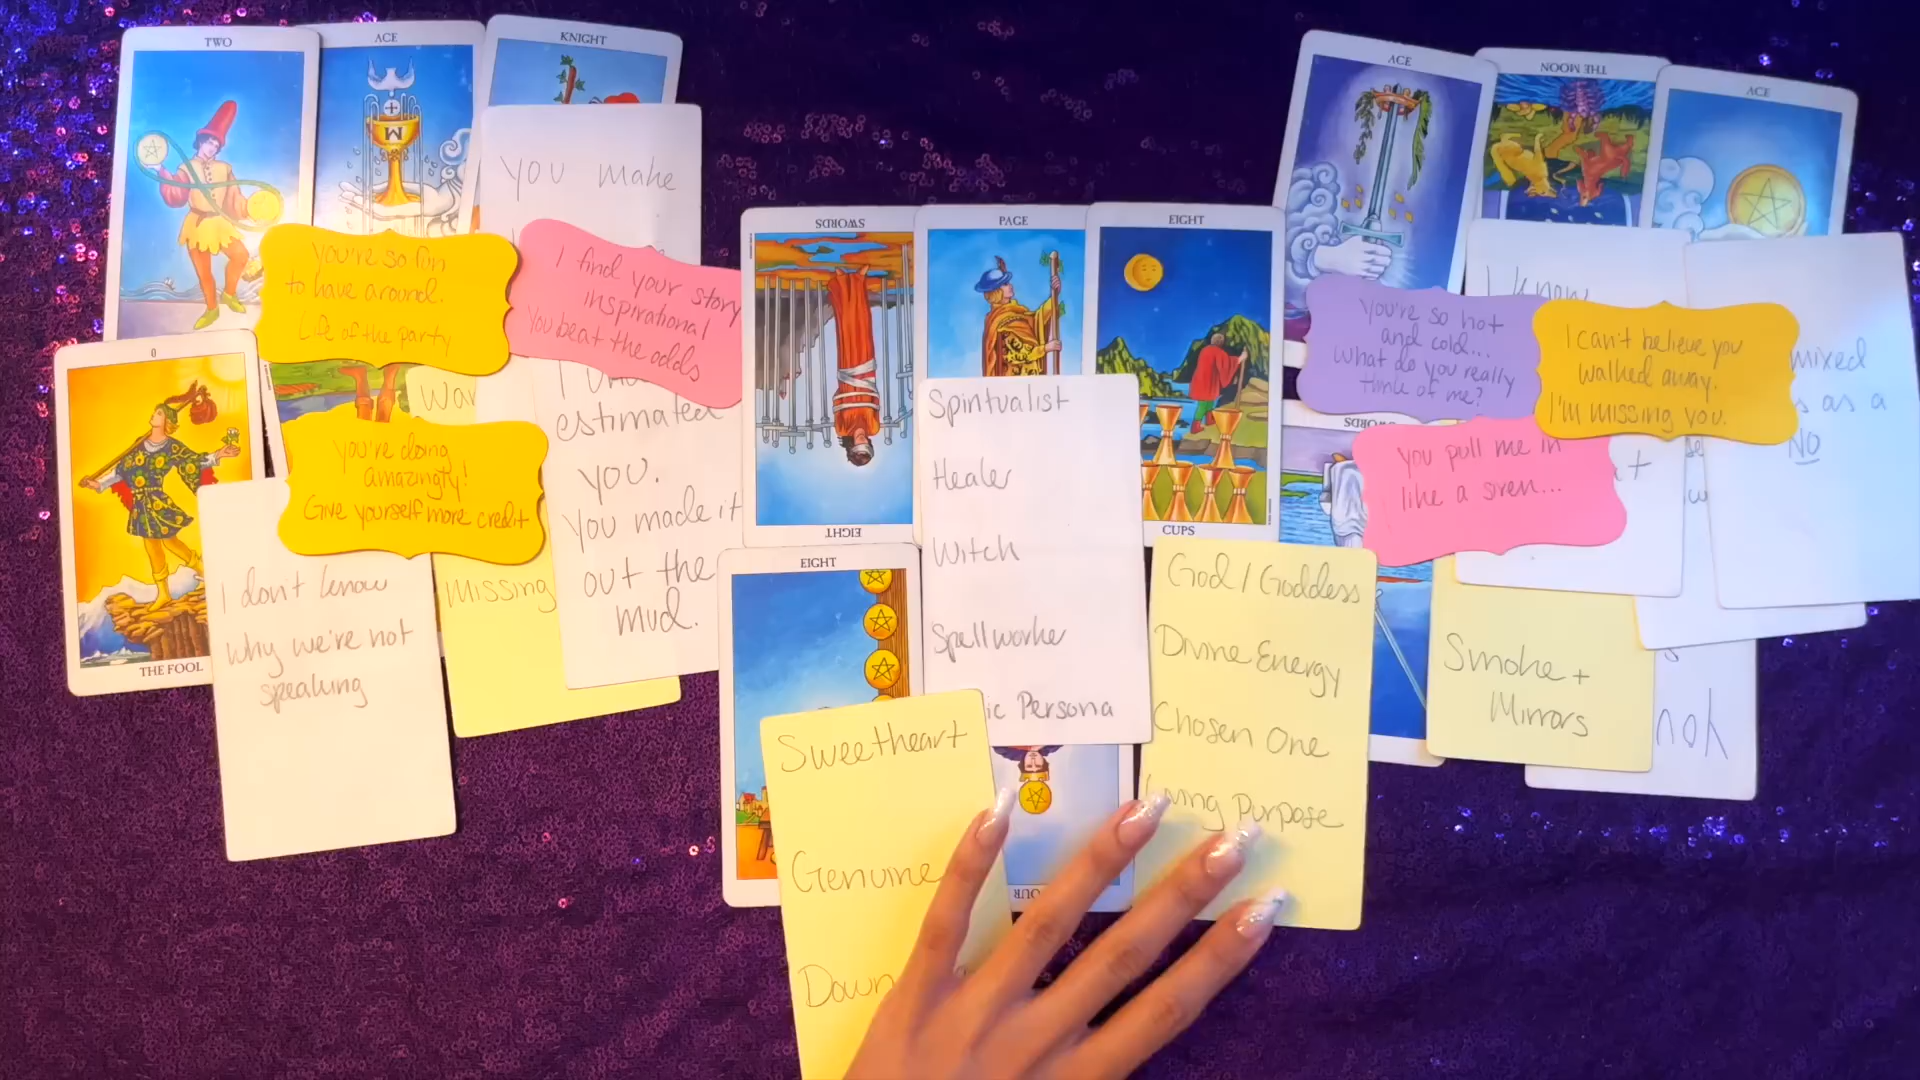 TWO
ACE
KNIGHT
you make
you're so fun
to have around.
Life of the party
I find your story
inspirational
you beat the odds
0
THE FOOL
you're doing
amazingly!
Give yourself more credit
estimated
you.
you made it
out the
mud.
missing
I don't know
why we're not
speaking
SWORDS
EIGHT
PAGE
EIGHT
CUPS
EIGHT
Spiritualist
Healer
Witch
Spellworker
Persona
God / Goddess
Divine Energy
Chosen One
Purpose
Sweetheart
Genuine
Down
ACE
THE MOON
ACE
SWORDS
I know
you're so hot
and cold...
what do you really
think of me?
I can't believe you
walked away.
I'm missing you.
mixed
as a
NO
you pull me in
like a siren...
Smoke +
Mirrors